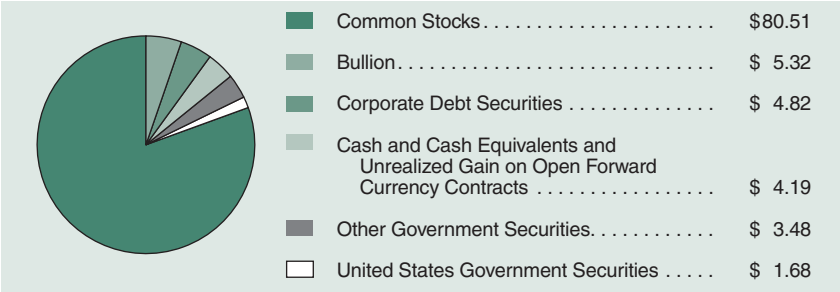 Common Stocks. . . . . . . . . . . . . . . . . . . . . . $80.51
Bullion. . . . . . . . . . . . . . . . . . . . . . . . . . . . . $ 5.32
Corporate Debt Securities . . . . . . . . . . . . . . $ 4.82
Cash and Cash Equivalents and
Unrealized Gain on Open Forward
Currency Contracts . . . . . . . . . . . . . . . . . $ 4.19
Other Government Securities. . . . . . . . . . . . $ 3.48
United States Government Securities . . . . . $ 1.68